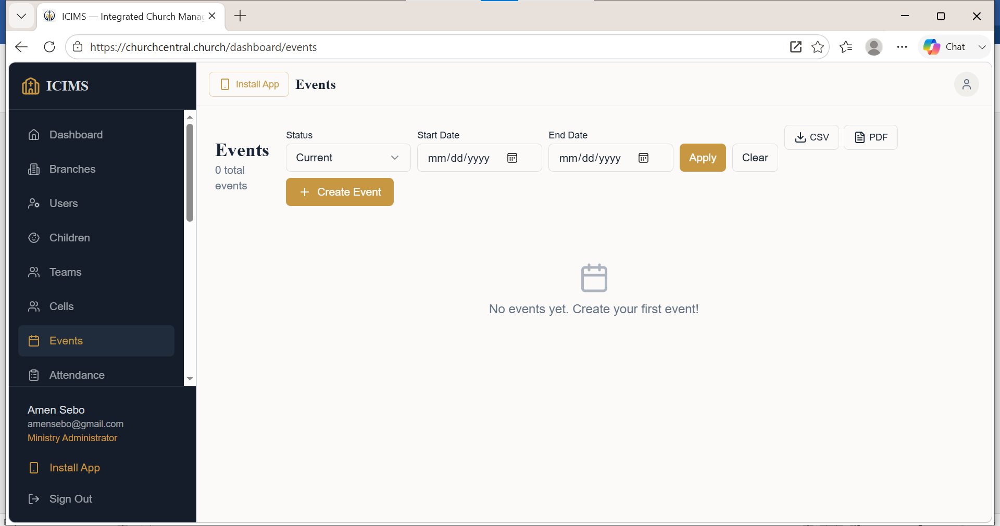 ICIMS — Integrated Church Manag
https://churchcentral.church/dashboard/events
Chat
ICIMS
Install App
Events
Dashboard
Branches
Users
Children
Teams
Cells
Events
Attendance
Amen Sebo
amensebo@gmail.com
Ministry Administrator
Install App
Sign Out
Events
0 total
events
Status
Current
Start Date
mm/dd/yyyy
End Date
mm/dd/yyyy
Apply
Clear
CSV
PDF
+ Create Event
No events yet. Create your first event!